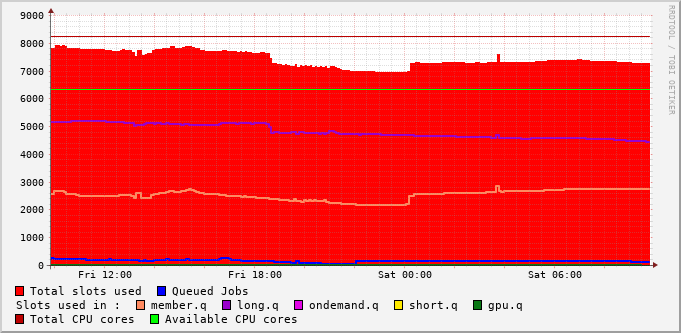 9000
8000
7000
6000
5000
4000
3000
2000
1000
0
Fri 12:00 Fri 18:00 Sat 00:00 Sat 06:00
Total slots used Queued Jobs
Slots used in : member.q long.q ondemand.q short.q gpu.q
Total CPU cores Available CPU cores
RRDTOOL / TOBI OETIKER